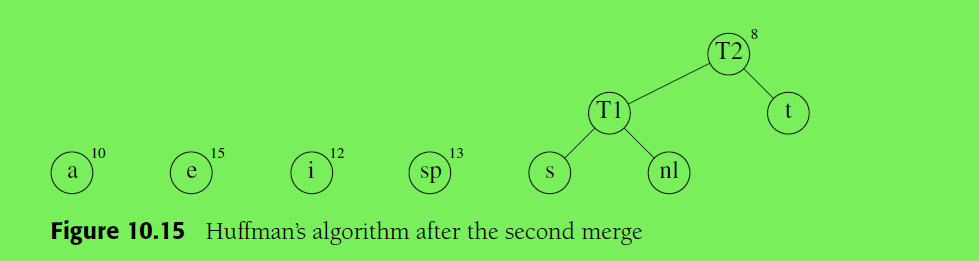 T2 8
T1 t
a 10 e 15 i 12 sp 13 s nl
Figure 10.15 Huffman's algorithm after the second merge